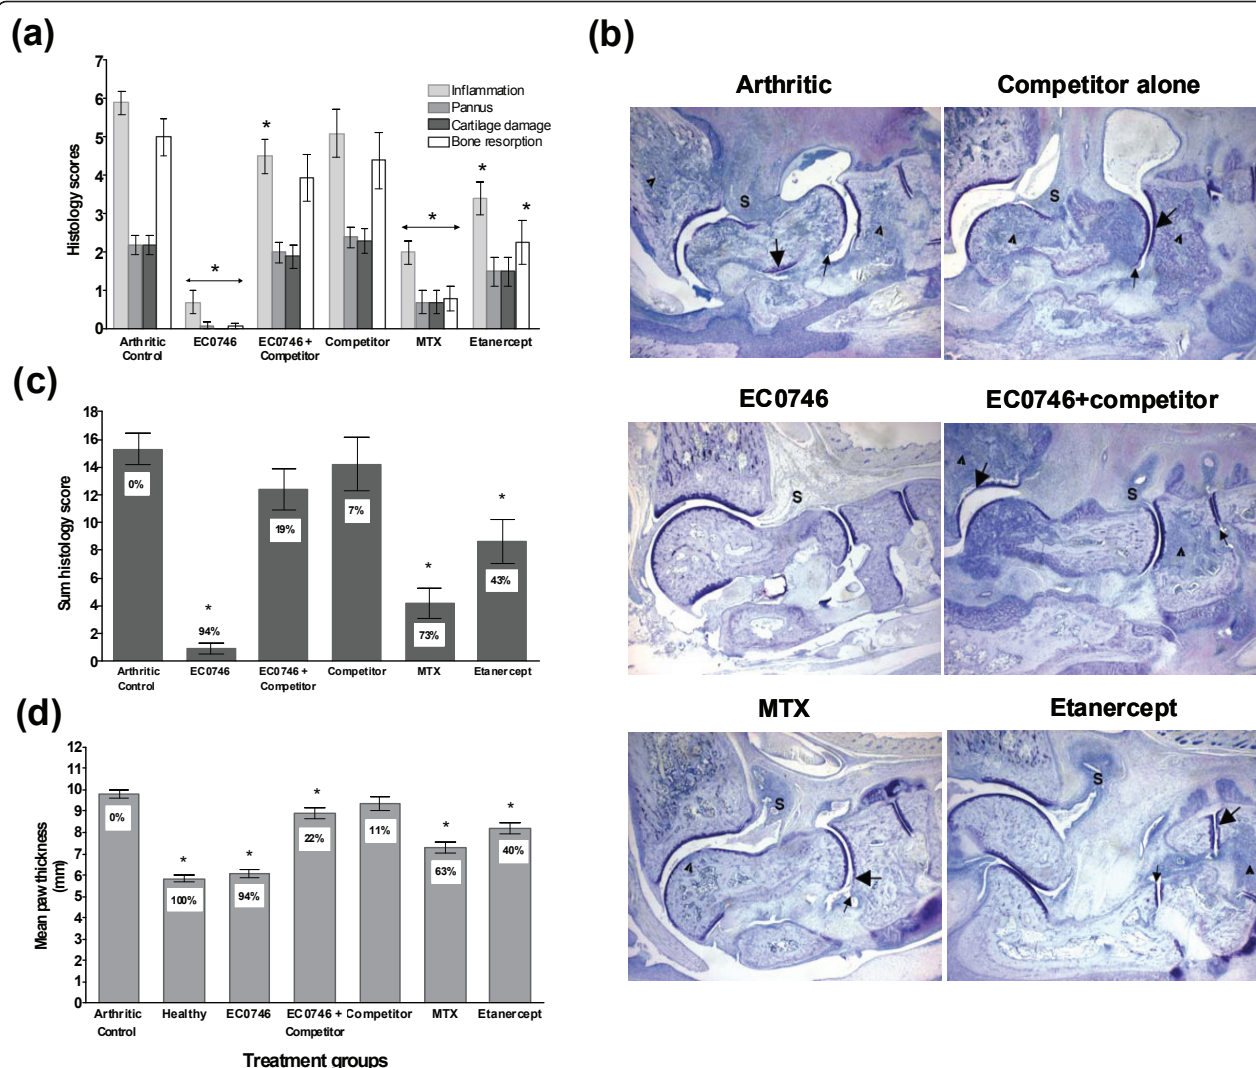 (a)
Histology scores
7
6
5
4
3
2
1
0
Inflammation
Pannus
Cartilage damage
Bone resorption
*
*
*
*
*
Arthritic Control
EC0746
EC0746 + Competitor
Competitor
MTX
Etanercept
(b)
Arthritic
Competitor alone
S
S
EC0746
EC0746+competitor
S
S
MTX
Etanercept
S
S
(c)
Sum histology score
18
16
14
12
10
8
6
4
2
0
0%
*
94%
19%
7%
*
73%
*
43%
Arthritic Control
EC0746
EC0746 + Competitor
Competitor
MTX
Etanercept
(d)
Mean paw thickness (mm)
12
11
10
9
8
7
6
5
4
3
2
1
0
0%
*
100%
*
94%
*
22%
11%
*
63%
*
40%
Arthritic Control
Healthy
EC0746
EC0746 + Competitor
Competitor
MTX
Etanercept
Treatment groups